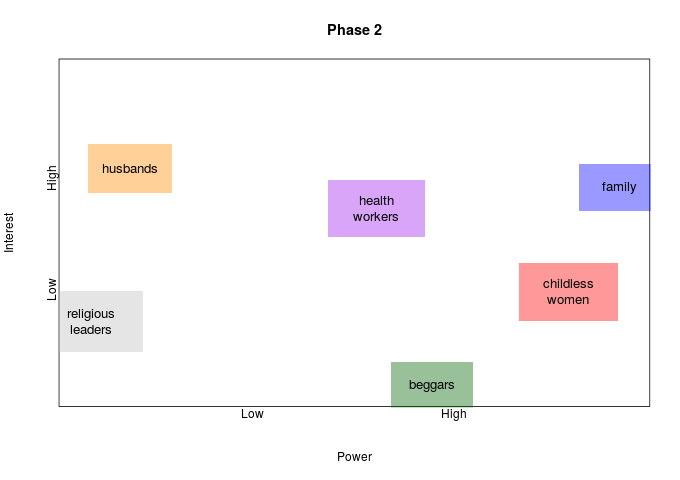 Phase 2
husbands
High
family
health
workers
Interest
childless
women
Low
religious
leaders
beggars
Low
High
Power